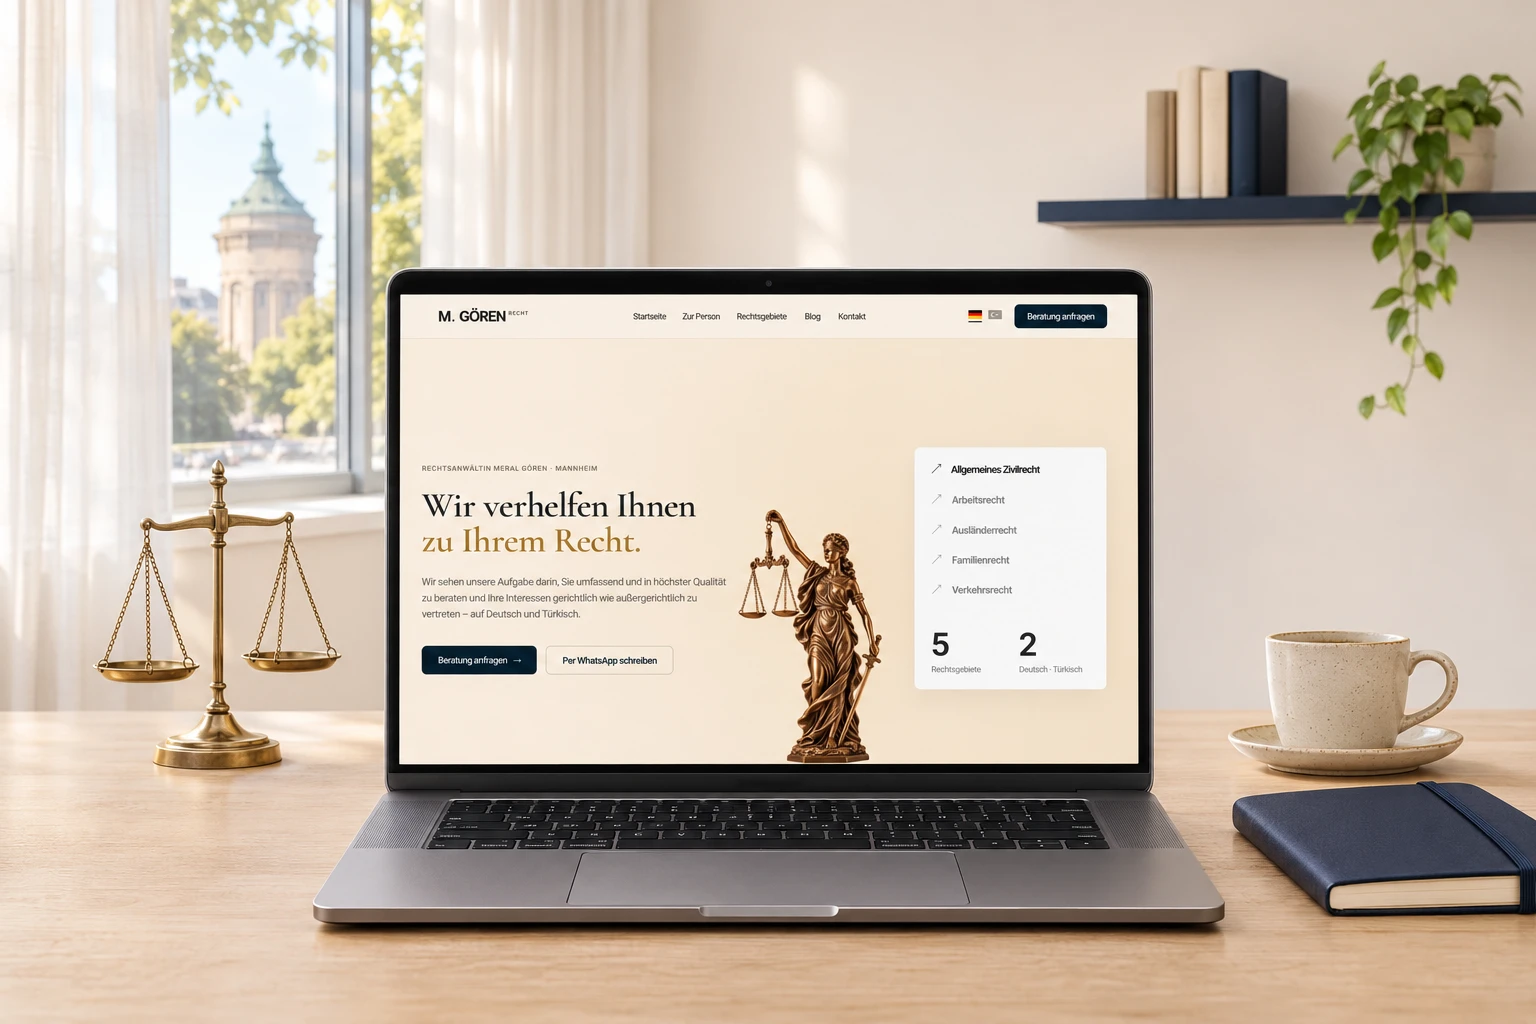 M. GÖREN RECHT
Startseite Zur Person Rechtsgebiete Blog Kontakt
Beratung anfragen
RECHTSANWÄLTIN MERAL GÖREN · MANNHEIM
Wir verhelfen Ihnen
zu Ihrem Recht.
Wir sehen unsere Aufgabe darin, Sie umfassend und in höchster Qualität
zu beraten und Ihre Interessen gerichtlich wie außergerichtlich zu
vertreten – auf Deutsch und Türkisch.
Beratung anfragen →
Per WhatsApp schreiben
Allgemeines Zivilrecht
Arbeitsrecht
Ausländerrecht
Familienrecht
Verkehrsrecht
5
Rechtsgebiete
2
Deutsch · Türkisch